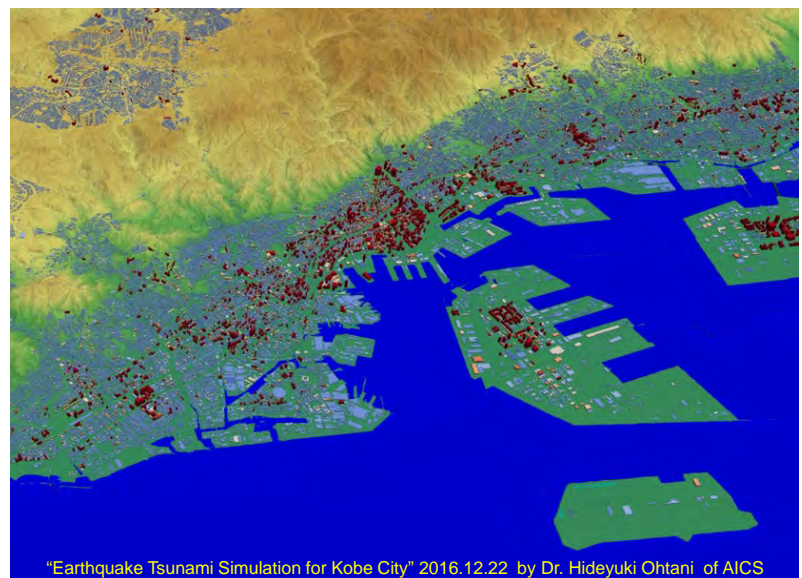 “Earthquake Tsunami Simulation for Kobe City” 2016.12.22 by Dr. Hideyuki Ohtani of AICS